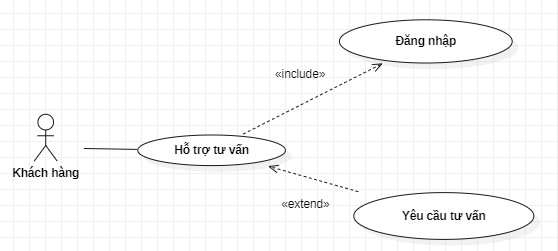 Đăng nhập
«include»
Hỗ trợ tư vấn
Khách hàng
«extend»
Yêu cầu tư vấn